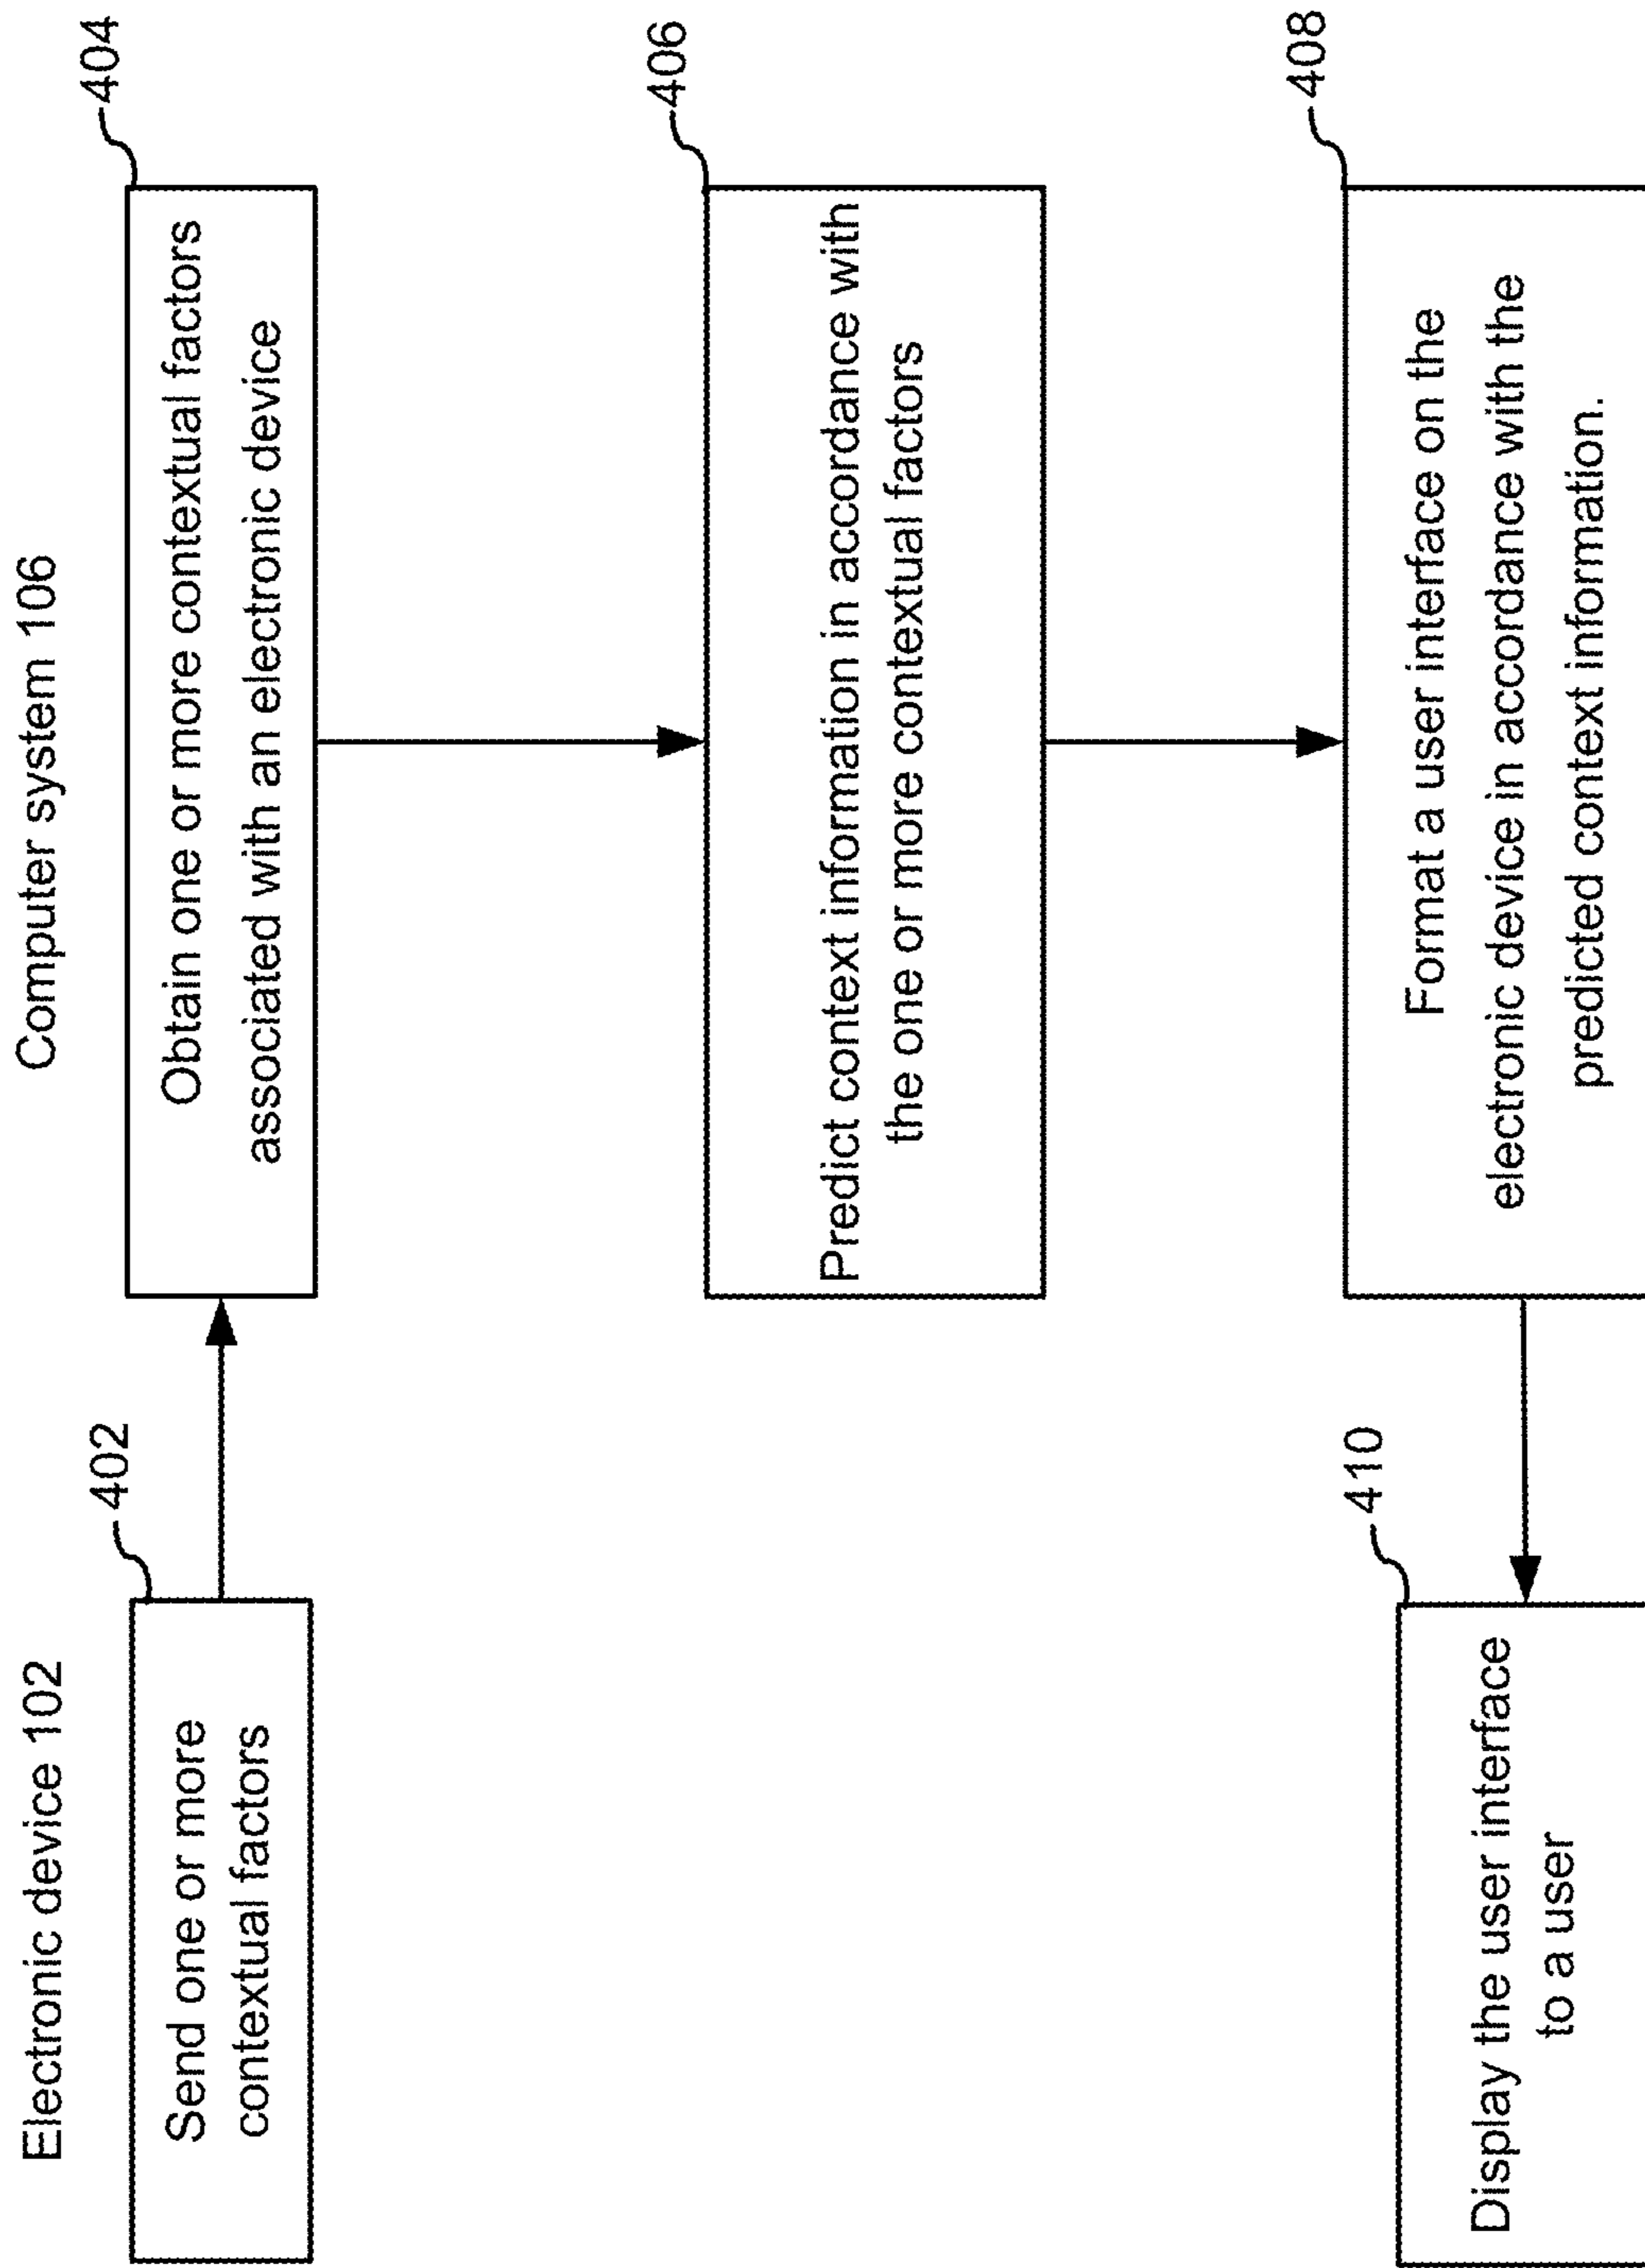 Electronic device 102
Computer system 106
402
Send one or more
contextual factors
404
Obtain one or more contextual factors
associated with an electronic device
406
Predict context information in accordance with
the one or more contextual factors
408
Format a user interface on the
electronic device in accordance with the
predicted context information.
410
Display the user interface
to a user